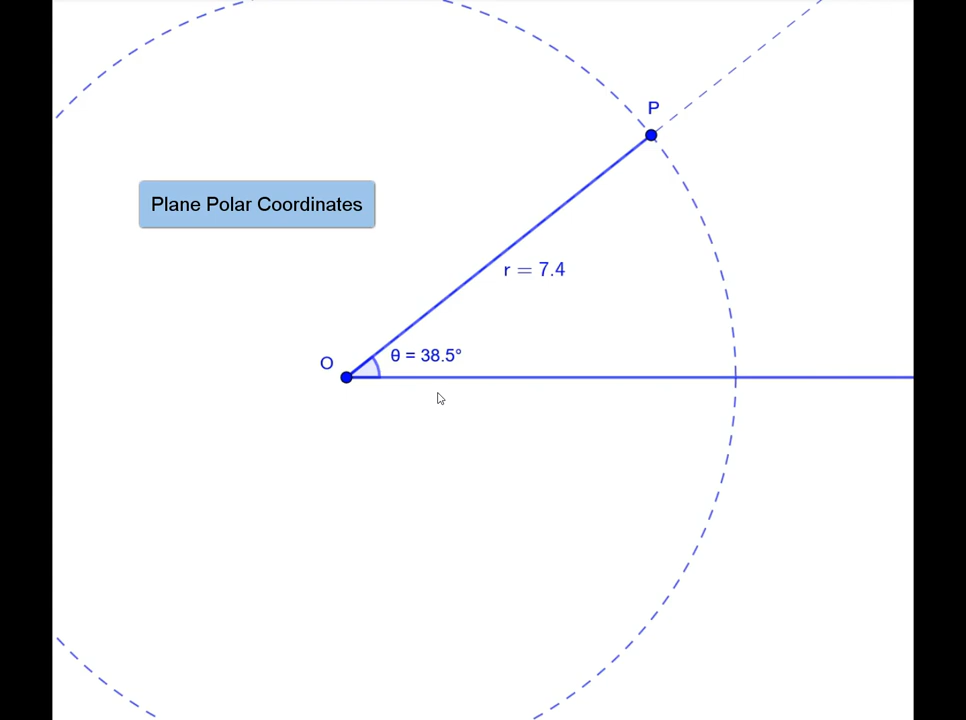 P
Plane Polar Coordinates
r = 7.4
θ = 38.5°
O